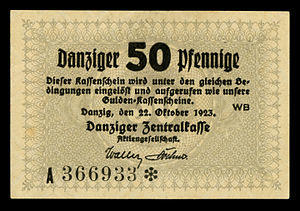 Danziger 50 Pfennige
Dieser Kassenschein wird unter den gleichen Be-
dingungen eingelöst und aufgerufen wie unsere
Gulden-Kassenscheine.
WB
Danzig, den 22. Oktober 1923.
Danziger Zentralkasse
Aktiengesellschaft.
A 366933 ✻